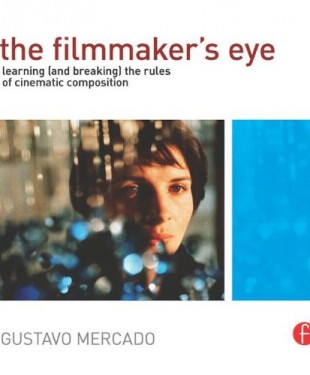 the filmmaker's eye
learning (and breaking) the rules
of cinematic composition
GUSTAVO MERCADO
f